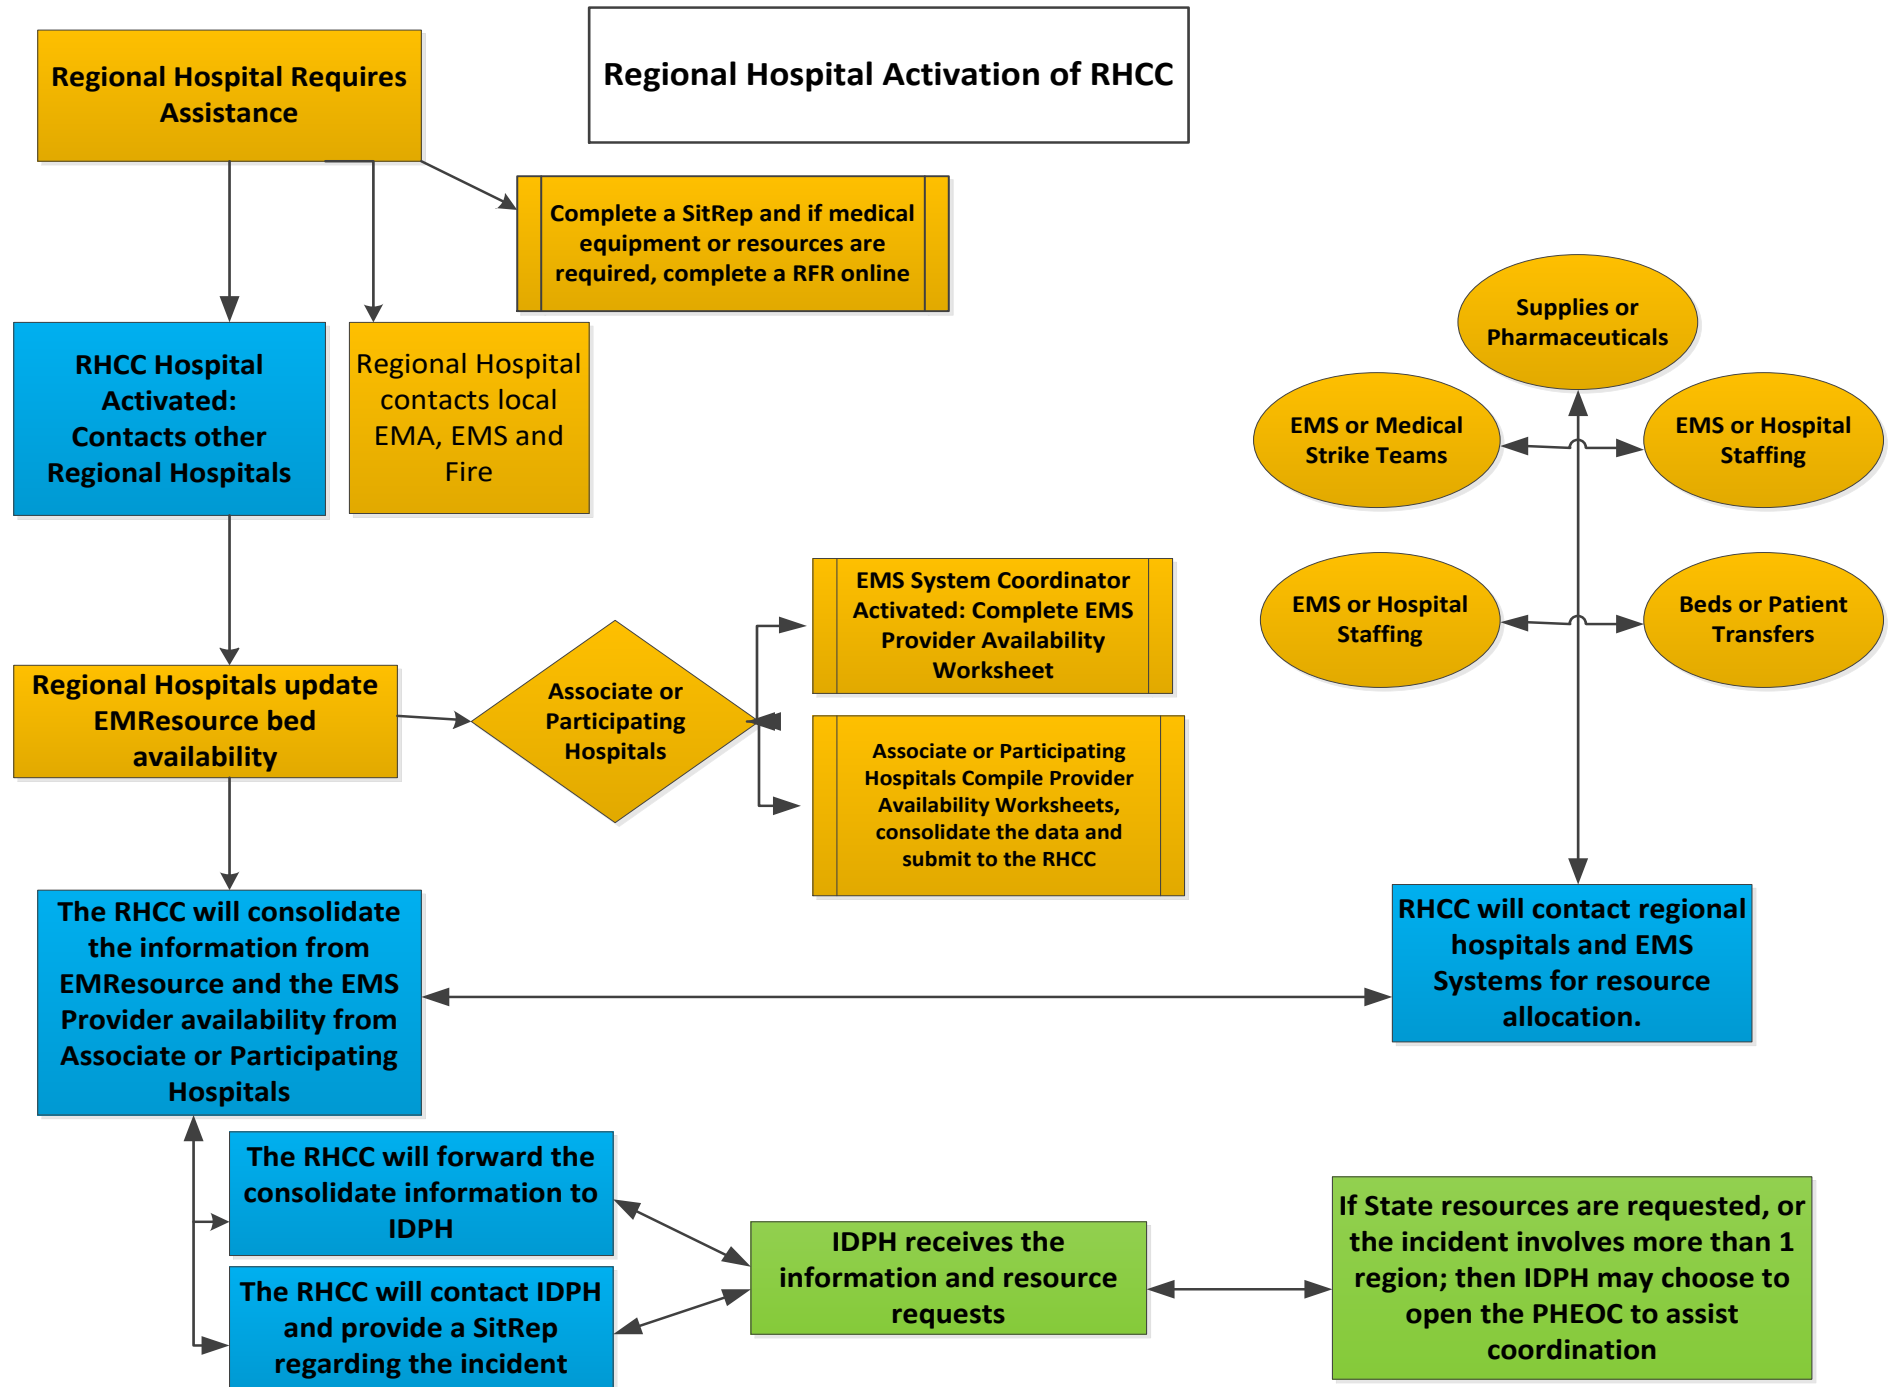 Regional Hospital Activation of RHCC
Regional Hospital Requires
Assistance
Complete a SitRep and if medical
equipment or resources are
required, complete a RFR online
RHCC Hospital
Activated:
Contacts other
Regional Hospitals
Regional Hospital
contacts local
EMA, EMS and
Fire
Supplies or
Pharmaceuticals
EMS or Medical
Strike Teams
EMS or Hospital
Staffing
EMS or Hospital
Staffing
Beds or Patient
Transfers
Regional Hospitals update
EMResource bed
availability
Associate or
Participating
Hospitals
EMS System Coordinator
Activated: Complete EMS
Provider Availability
Worksheet
Associate or Participating
Hospitals Compile Provider
Availability Worksheets,
consolidate the data and
submit to the RHCC
The RHCC will consolidate
the information from
EMResource and the EMS
Provider availability from
Associate or Participating
Hospitals
RHCC will contact regional
hospitals and EMS
Systems for resource
allocation.
The RHCC will forward the
consolidate information to
IDPH
The RHCC will contact IDPH
and provide a SitRep
regarding the incident
IDPH receives the
information and resource
requests
If State resources are requested, or
the incident involves more than 1
region; then IDPH may choose to
open the PHEOC to assist
coordination